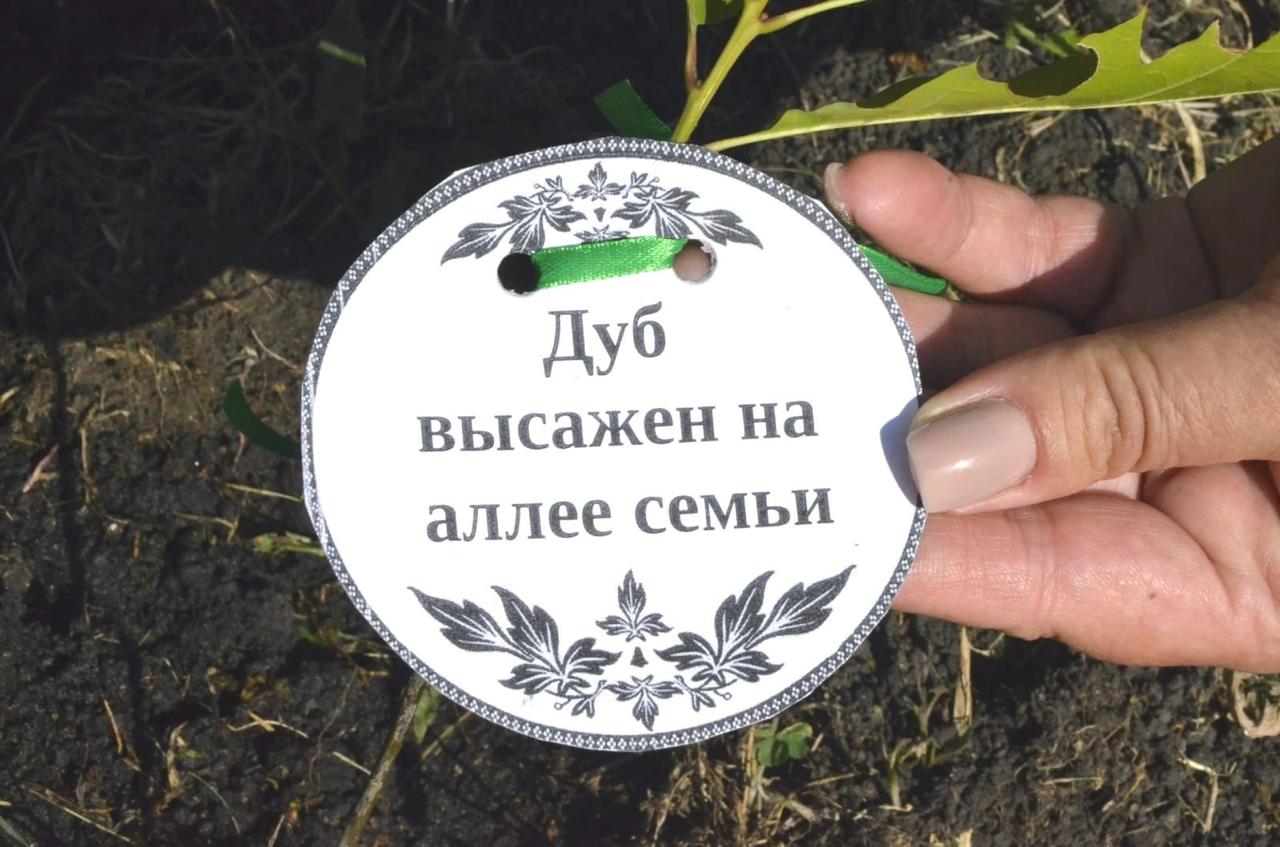 Дуб
высажен на
аллее семьи